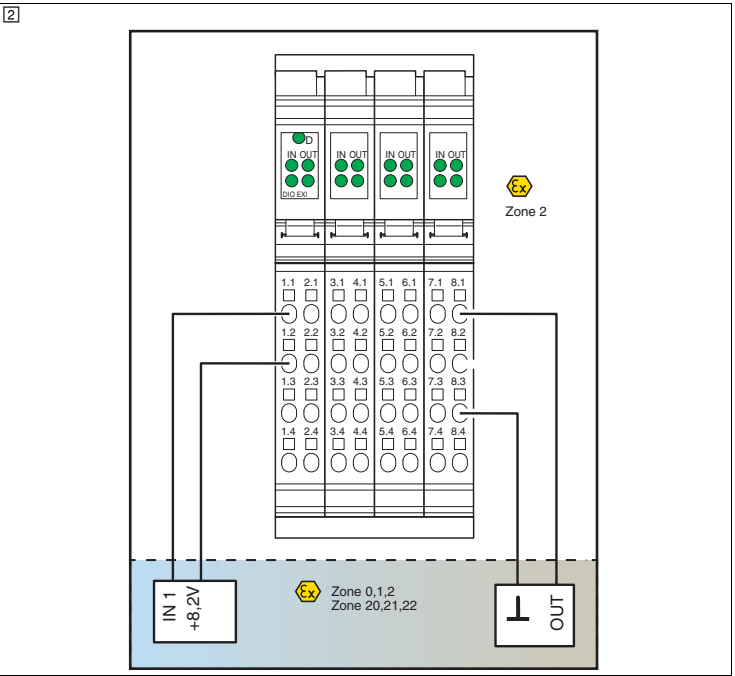 2
D
IN OUT IN OUT IN OUT IN OUT
DIO EXI
Ex
Zone 2
1.1 2.1 3.1 4.1 5.1 6.1 7.1 8.1
1.2 2.2 3.2 4.2 5.2 6.2 7.2 8.2
1.3 2.3 3.3 4.3 5.3 6.3 7.3 8.3
1.4 2.4 3.4 4.4 5.4 6.4 7.4 8.4
IN 1
+8,2V
Ex
Zone 0,1,2
Zone 20,21,22
OUT